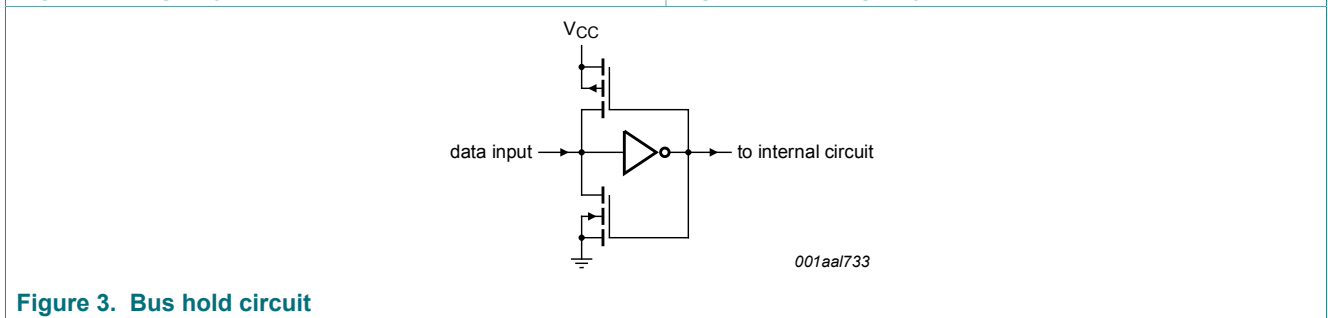 VCC
data input
to internal circuit
001aal733
Figure 3. Bus hold circuit